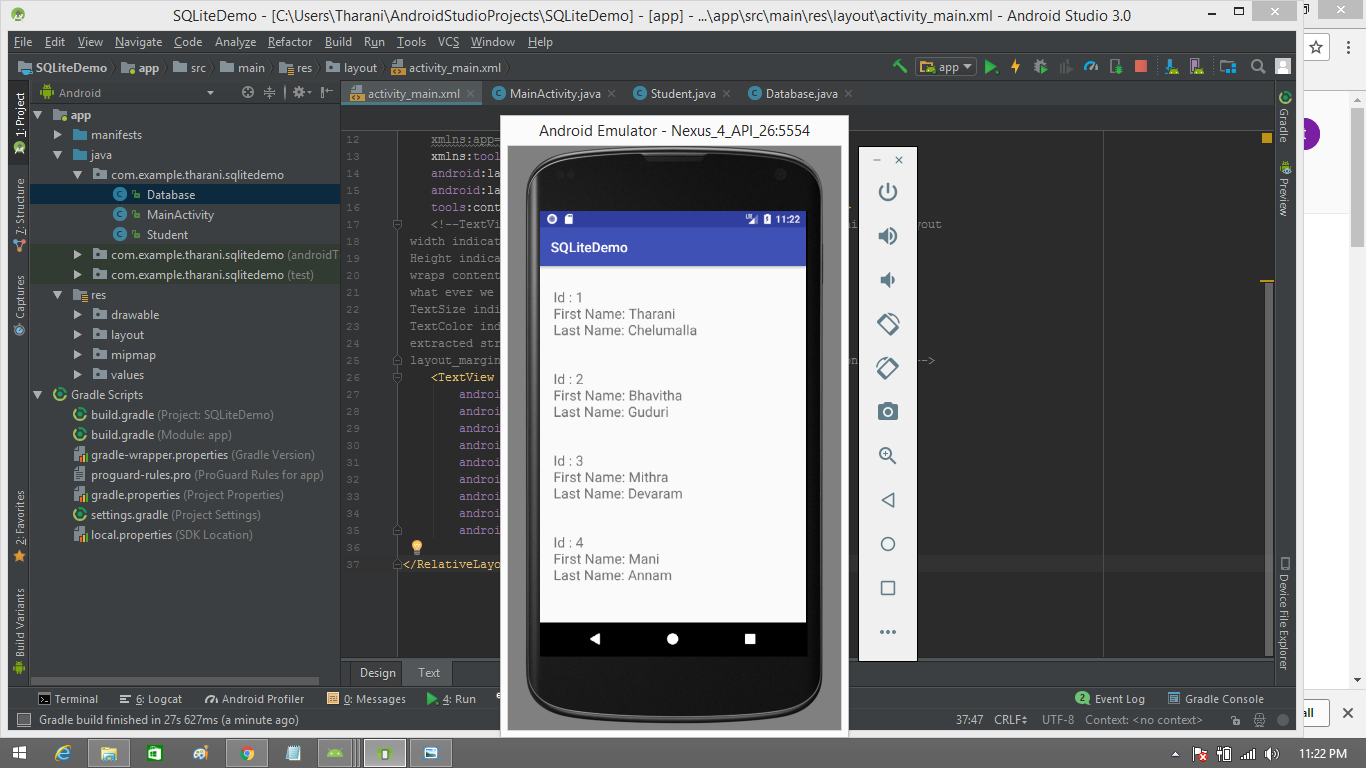 SQLiteDemo - [C:\Users\Tharani\AndroidStudioProjects\SQLiteDemo] - [app] - ...\app\src\main\res\layout\activity_main.xml - Android Studio 3.0
File Edit View Navigate Code Analyze Refactor Build Run Tools VCS Window Help
SQLiteDemo app src main res layout activity_main.xml app
Android
activity_main.xml MainActivity.java Student.java Database.java
1: Project
7: Structure
Captures
2: Favorites
Build Variants
app
manifests
java
com.example.tharani.sqlitedemo
Database
MainActivity
Student
com.example.tharani.sqlitedemo (androidT
com.example.tharani.sqlitedemo (test)
res
drawable
layout
mipmap
values
Gradle Scripts
build.gradle (Project: SQLiteDemo)
build.gradle (Module: app)
gradle-wrapper.properties (Gradle Version)
proguard-rules.pro (ProGuard Rules for app)
gradle.properties (Project Properties)
settings.gradle (Project Settings)
local.properties (SDK Location)
12 xmlns:app=
13 xmlns:tool
14 android:la
15 android:la
16 tools:cont
17 <!--TextVi
18 width indicat
19 Height indica
20 wraps content
21 what ever we
22 TextSize indi
23 TextColor ind
24 extracted str
25 layout_margin -->
26 <TextView
27 androi
28 androi
29 androi
30 androi
31 androi
32 androi
33 androi
34 androi
35 androi
36
37 </RelativeLayo
Android Emulator - Nexus_4_API_26:5554
11:22
SQLiteDemo
Id : 1
First Name: Tharani
Last Name: Chelumalla
Id : 2
First Name: Bhavitha
Last Name: Guduri
Id : 3
First Name: Mithra
Last Name: Devaram
Id : 4
First Name: Mani
Last Name: Annam
Gradle
Preview
Device File Explorer
Design Text
Terminal 6: Logcat Android Profiler 0: Messages 4: Run 2 Event Log Gradle Console
Gradle build finished in 27s 627ms (a minute ago) 37:47 CRLF UTF-8 Context: <no context>
all
11:22 PM